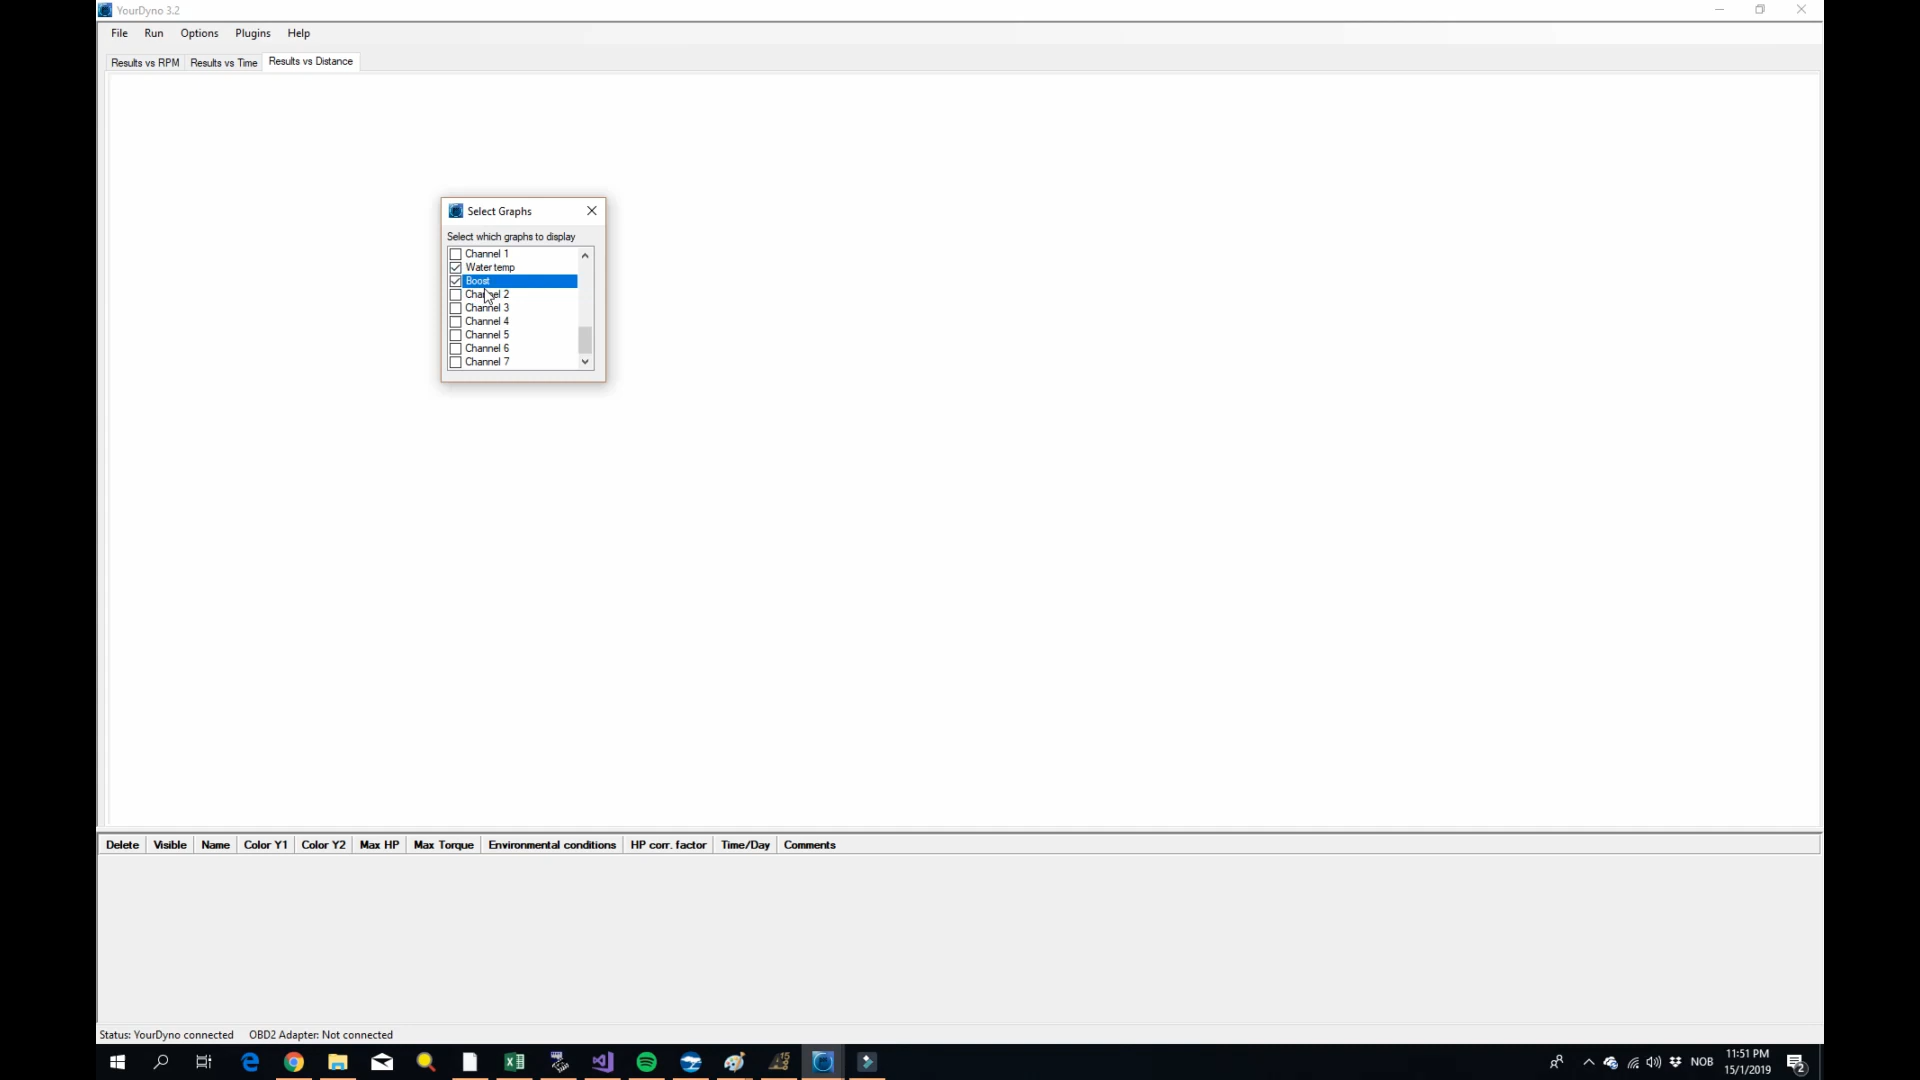 YourDyno 3.2
File Run Options Plugins Help
Results vs RPM Results vs Time Results vs Distance
Select Graphs
Select which graphs to display
Channel 1
Water temp
Boost
Channel 2
Channel 3
Channel 4
Channel 5
Channel 6
Channel 7
Delete Visible Name Color Y1 Color Y2 Max HP Max Torque Environmental conditions HP corr. factor Time/Day Comments
Status: YourDyno connected OBD2 Adapter: Not connected
NOB
11:51 PM
15/1/2019
2